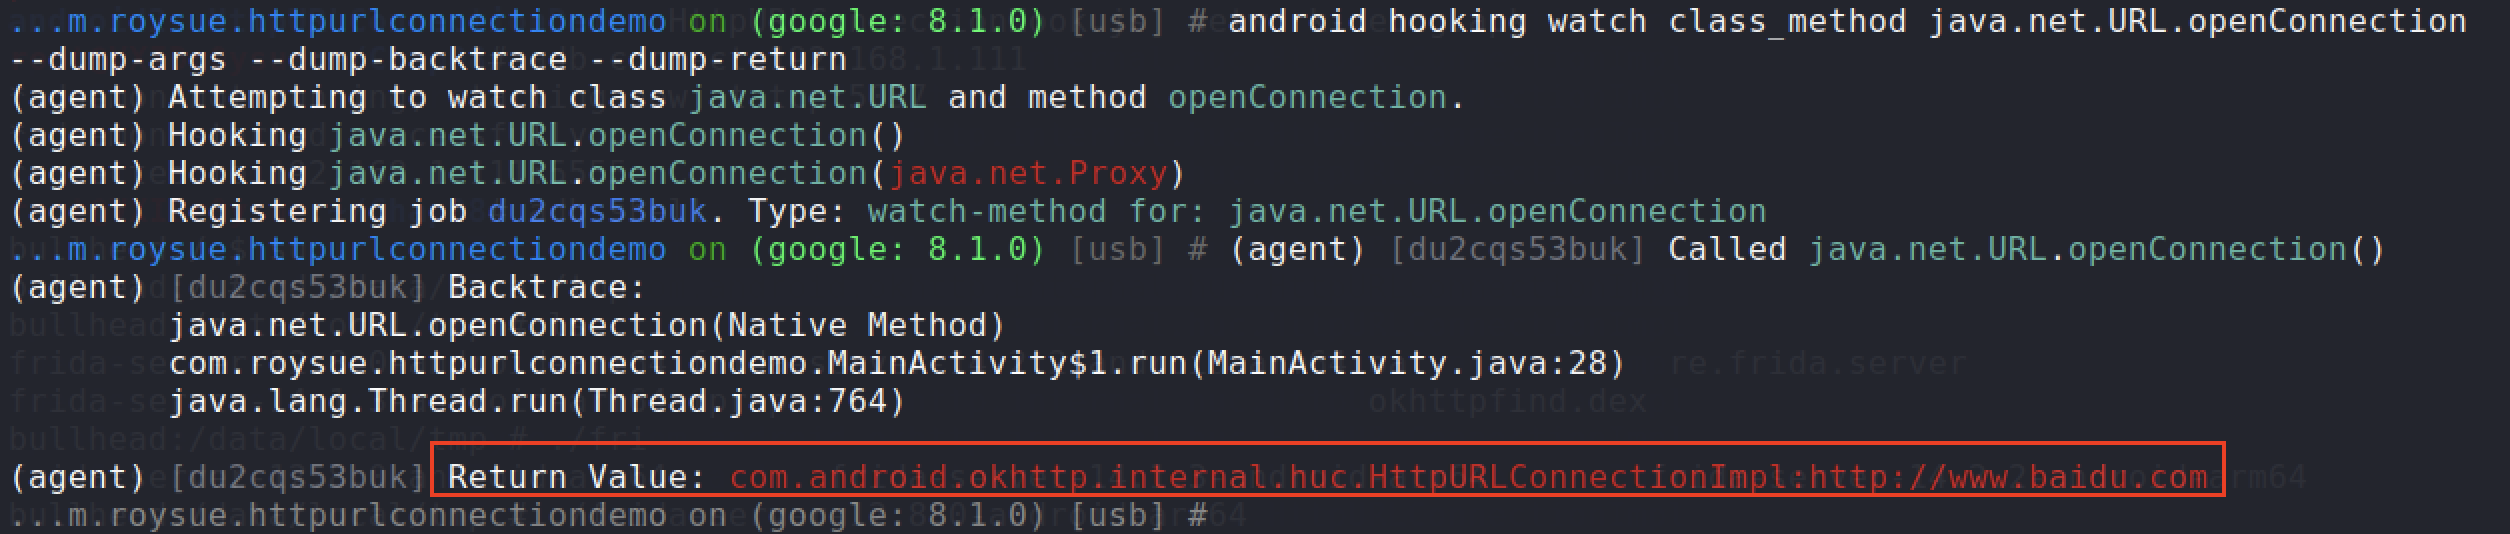 ...m.roysue.httpurlconnectiondemo on (google: 8.1.0) [usb] # android hooking watch class_method java.net.URL.openConnection
--dump-args --dump-backtrace --dump-return
(agent) Attempting to watch class java.net.URL and method openConnection.
(agent) Hooking java.net.URL.openConnection()
(agent) Hooking java.net.URL.openConnection(java.net.Proxy)
(agent) Registering job du2cqs53buk. Type: watch-method for: java.net.URL.openConnection
...m.roysue.httpurlconnectiondemo on (google: 8.1.0) [usb] # (agent) [du2cqs53buk] Called java.net.URL.openConnection()
(agent) [du2cqs53buk] Backtrace:
java.net.URL.openConnection(Native Method)
com.roysue.httpurlconnectiondemo.MainActivity$1.run(MainActivity.java:28)
java.lang.Thread.run(Thread.java:764)
(agent) [du2cqs53buk] Return Value: com.android.okhttp.internal.huc.HttpURLConnectionImpl:http://www.baidu.com
...m.roysue.httpurlconnectiondemo on (google: 8.1.0) [usb] #